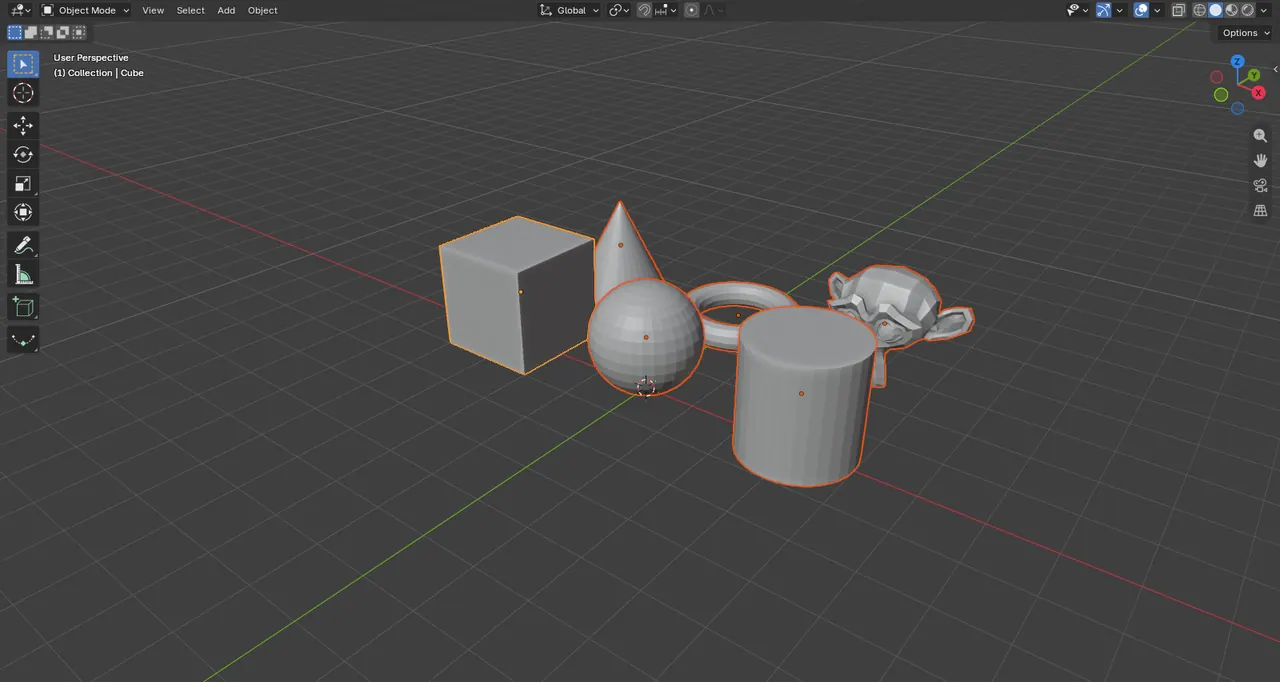 Object Mode View Select Add Object Global
Options
User Perspective
(1) Collection | Cube
Z
Y
X